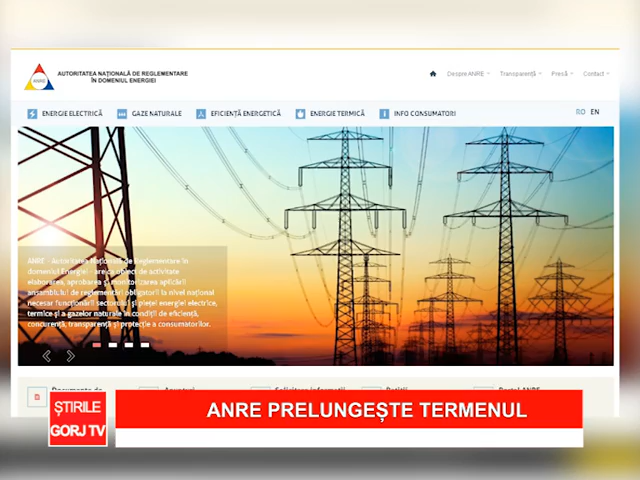 AUTORITATEA NAȚIONALĂ DE REGLEMENTARE
ÎN DOMENIUL ENERGIEI
ANRE
Despre ANRE Transparență Presă Contact
ENERGIE ELECTRICĂ GAZE NATURALE EFICIENȚĂ ENERGETICĂ ENERGIE TERMICĂ INFO CONSUMATORI RO EN
ANRE - Autoritatea Națională de Reglementare în
domeniul Energiei - are ca obiect de activitate
elaborarea, aprobarea și monitorizarea aplicării
ansamblului de reglementări obligatorii la nivel național
necesar funcționării sectorului și pieței energiei electrice,
termice și a gazelor naturale în condiții de eficiență,
concurență, transparență și protecție a consumatorilor.
ȘTIRILE
GORJ TV
ANRE PRELUNGEȘTE TERMENUL